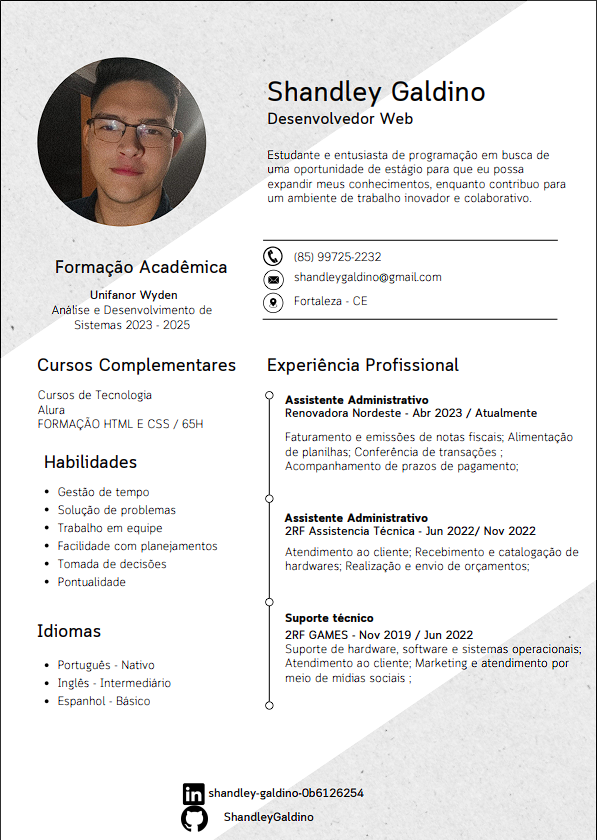 Shandley Galdino
Desenvolvedor Web
Estudante e entusiasta de programação em busca de
uma oportunidade de estágio para que eu possa
expandir meus conhecimentos, enquanto contribuo para
um ambiente de trabalho inovador e colaborativo.
(85) 99725-2232
shandleygaldino@gmail.com
Fortaleza - CE
Formação Acadêmica
Unifanor Wyden
Análise e Desenvolvimento de
Sistemas 2023 - 2025
Cursos Complementares
Cursos de Tecnologia
Alura
FORMAÇÃO HTML E CSS / 65H
Habilidades
• Gestão de tempo
• Solução de problemas
• Trabalho em equipe
• Facilidade com planejamentos
• Tomada de decisões
• Pontualidade
Idiomas
• Português - Nativo
• Inglês - Intermediário
• Espanhol - Básico
Experiência Profissional
Assistente Administrativo
Renovadora Nordeste - Abr 2023 / Atualmente
Faturamento e emissões de notas fiscais; Alimentação
de planilhas; Conferência de transações ;
Acompanhamento de prazos de pagamento;
Assistente Administrativo
2RF Assistencia Técnica - Jun 2022/ Nov 2022
Atendimento ao cliente; Recebimento e catalogação de
hardwares; Realização e envio de orçamentos;
Suporte técnico
2RF GAMES - Nov 2019 / Jun 2022
Suporte de hardware, software e sistemas operacionais;
Atendimento ao cliente; Marketing e atendimento por
meio de mídias sociais ;
in
shandley-galdino-0b6126254
ShandleyGaldino